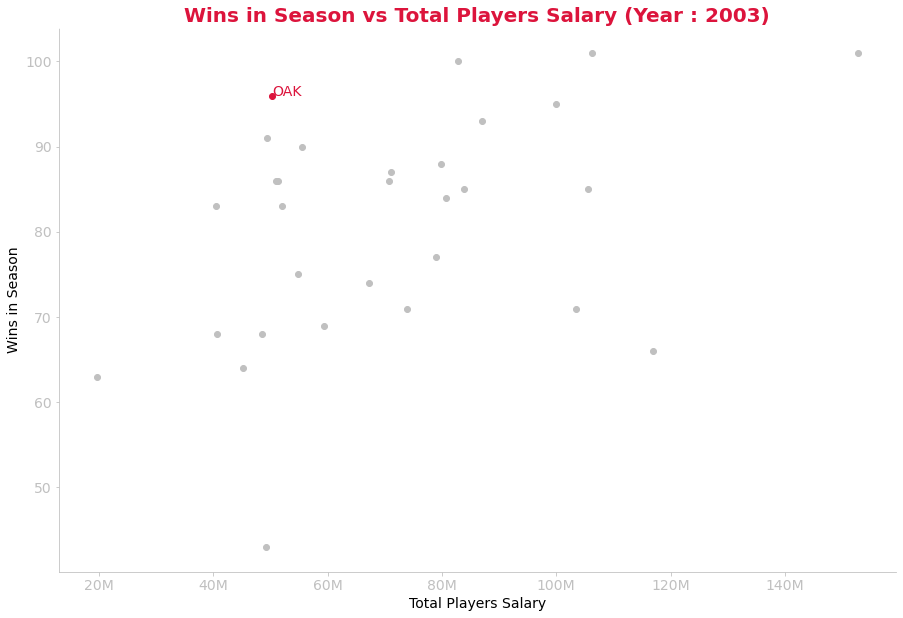 Wins in Season vs Total Players Salary (Year : 2003)
100
OAK
90
80
70
60
50
Wins in Season
20M 40M 60M 80M 100M 120M 140M
Total Players Salary